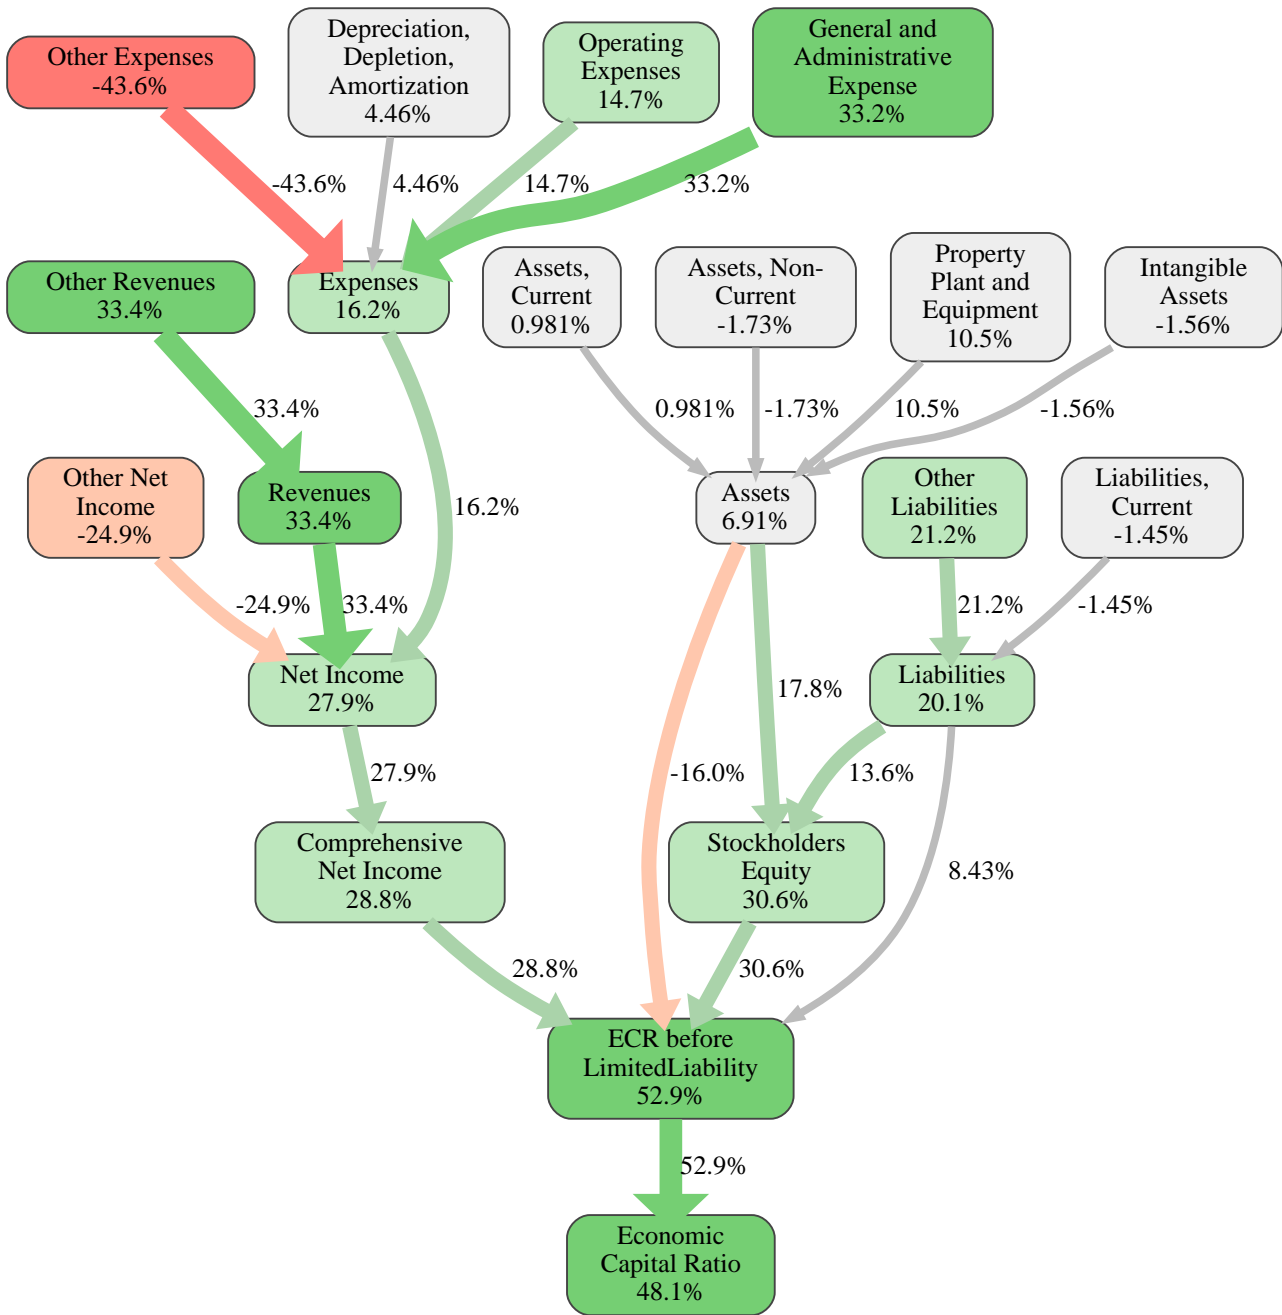 Other Expenses
-43.6%
Depreciation,
Depletion,
Amortization
4.46%
Operating
Expenses
14.7%
General and
Administrative
Expense
33.2%
-43.6%
4.46%
14.7%
33.2%
Other Revenues
33.4%
Expenses
16.2%
Assets,
Current
0.981%
Assets, Non-
Current
-1.73%
Property
Plant and
Equipment
10.5%
Intangible
Assets
-1.56%
33.4%
0.981%
-1.73%
10.5%
-1.56%
Other Net
Income
-24.9%
Revenues
33.4%
16.2%
Assets
6.91%
Other
Liabilities
21.2%
Liabilities,
Current
-1.45%
-24.9%
33.4%
21.2%
-1.45%
Net Income
27.9%
17.8%
Liabilities
20.1%
27.9%
-16.0%
13.6%
Comprehensive
Net Income
28.8%
Stockholders
Equity
30.6%
8.43%
28.8%
30.6%
ECR before
LimitedLiability
52.9%
52.9%
Economic
Capital Ratio
48.1%